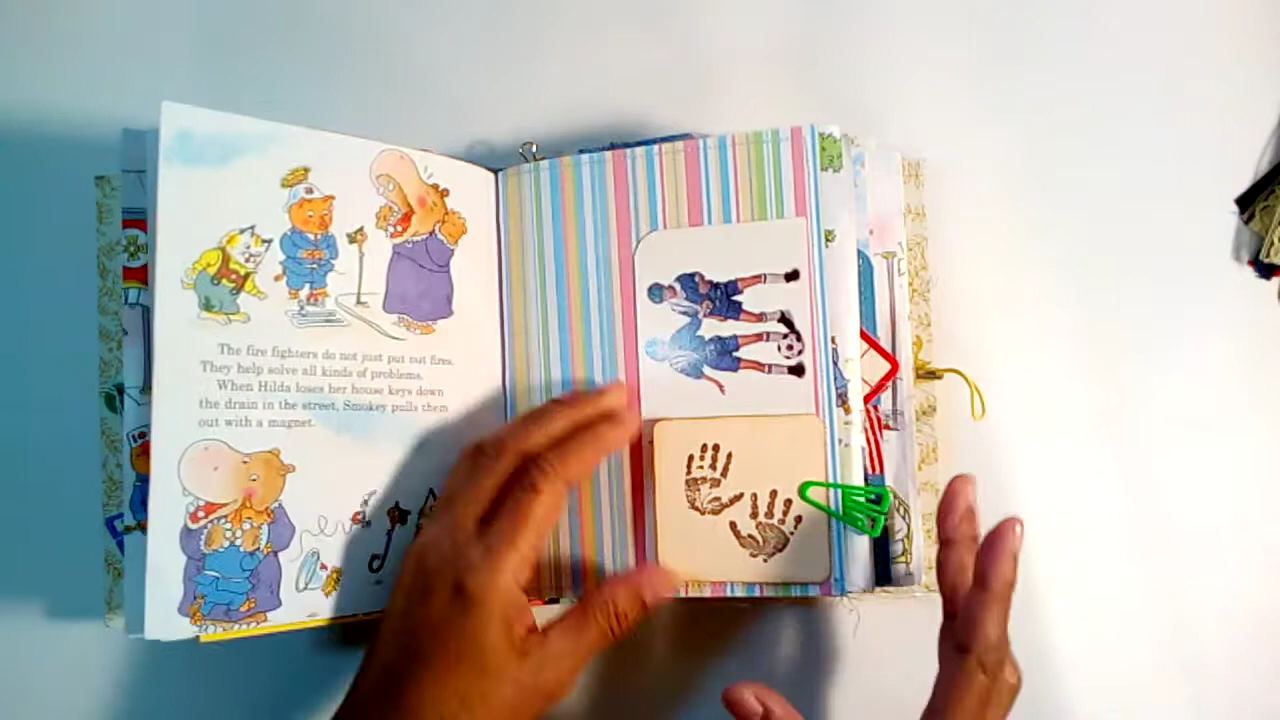 The fire fighters do not just put out fires.
They help solve all kinds of problems.
When Hilda loses her house keys down
the drain in the street, Smokey pulls them
out with a magnet.